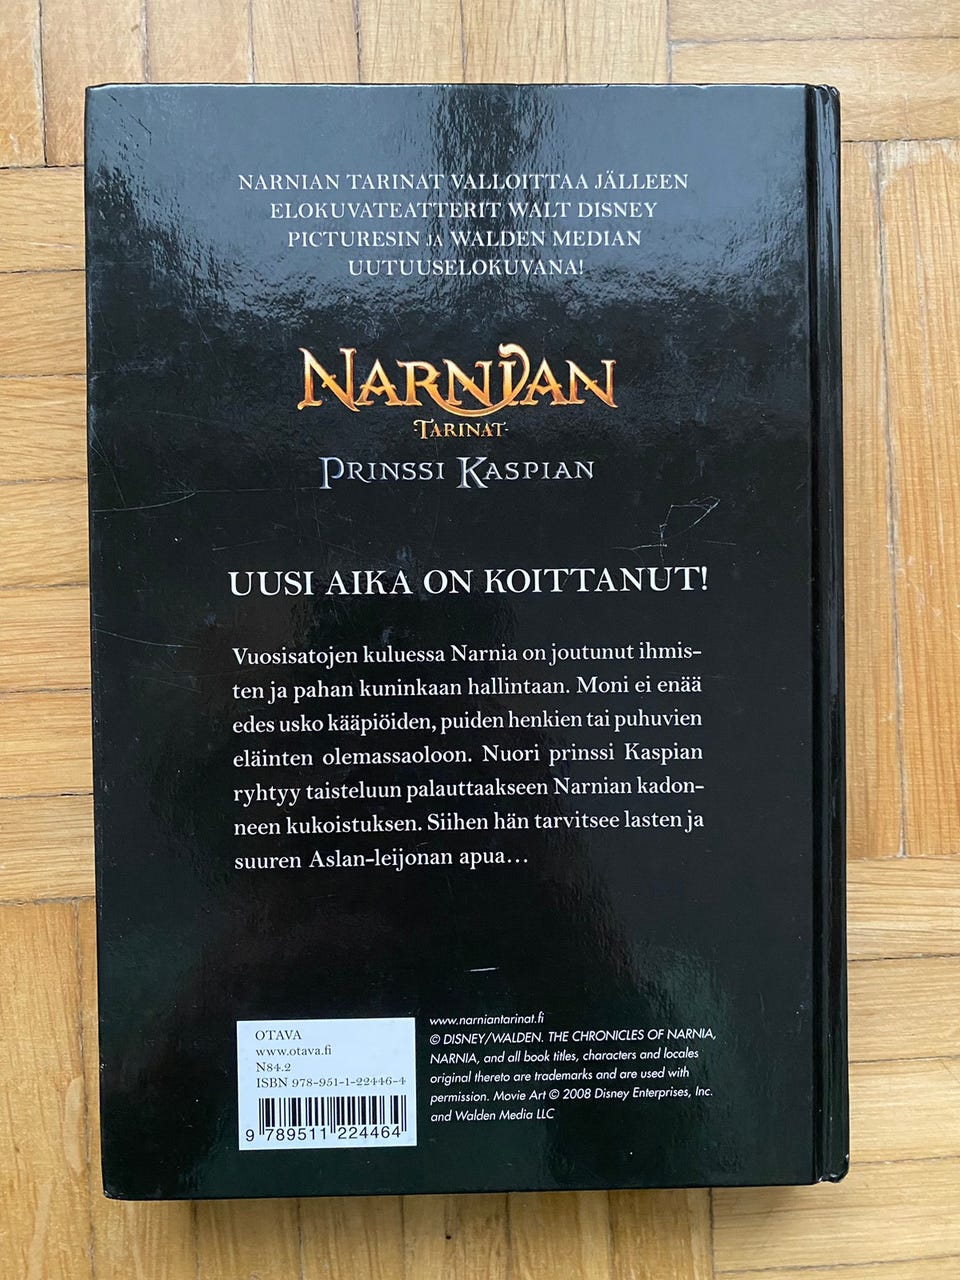 NARNIAN TARINAT VALLOITTAA JÄLLEEN
ELOKUVATEATTERIT WALT DISNEY
PICTURESIN JA WALDEN MEDIAN
UUTUUSELOKUVANA!
NARNIAN
TARINAT
PRINSSI KASPIAN
UUSI AIKA ON KOITTANUT!
Vuosisatojen kuluessa Narnia on joutunut ihmis-
ten ja pahan kuninkaan hallintaan. Moni ei enää
edes usko kääpiöiden, puiden henkien tai puhuvien
eläinten olemassaoloon. Nuori prinssi Kaspian
ryhtyy taisteluun palauttaakseen Narnian kadon-
neen kukoistuksen. Siihen hän tarvitsee lasten ja
suuren Aslan-leijonan apua...
OTAVA
www.otava.fi
N84.2
ISBN 978-951-1-22446-4
9 789511 224464
www.narniantarinat.fi
© DISNEY/WALDEN. THE CHRONICLES OF NARNIA,
NARNIA, and all book titles, characters and locales
original thereto are trademarks and are used with
permission. Movie Art © 2008 Disney Enterprises, Inc.
and Walden Media LLC